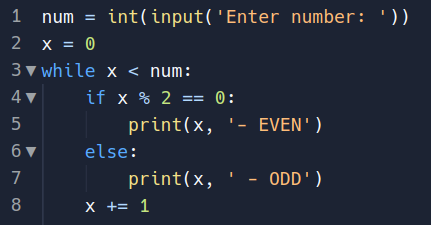 1 num = int(input('Enter number: '))
2 x = 0
3 while x < num:
4     if x % 2 == 0:
5         print(x, '- EVEN')
6     else:
7         print(x, ' - ODD')
8     x += 1